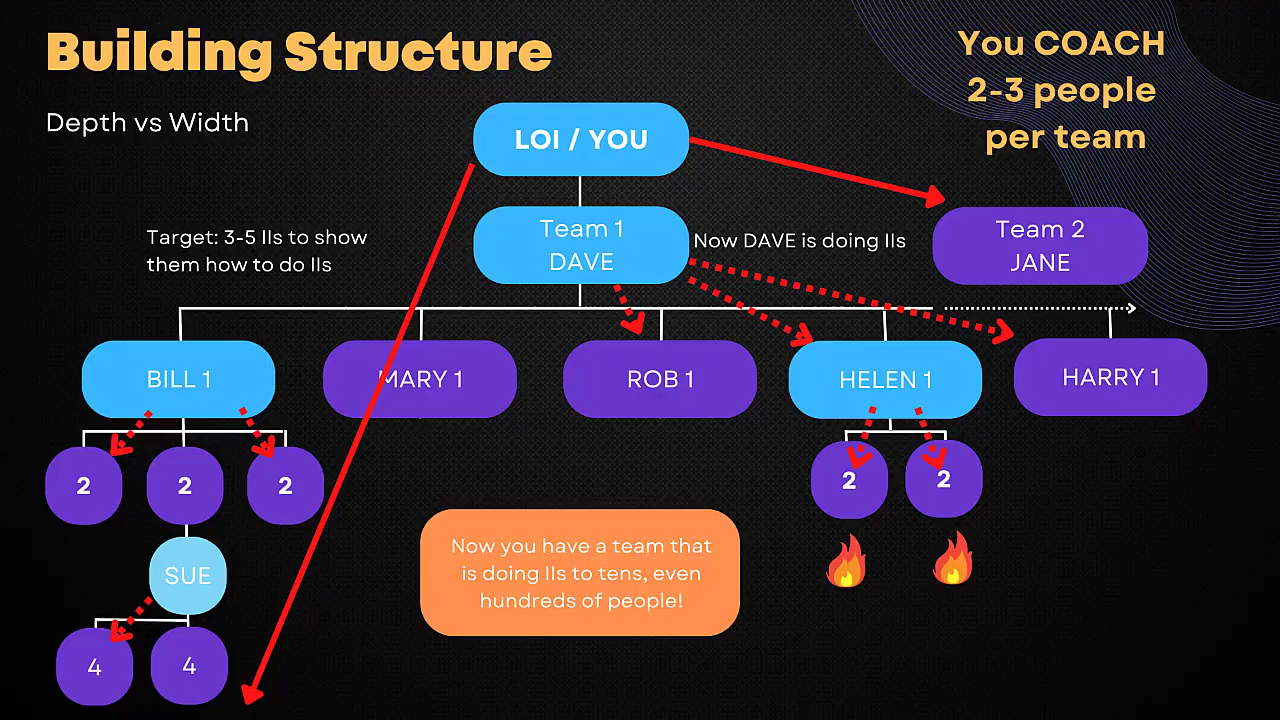 Building Structure
Depth vs Width
You COACH
2-3 people
per team
LOI / YOU
Target: 3-5 IIs to show
them how to do IIs
Team 1
DAVE
Now DAVE is doing IIs
Team 2
JANE
BILL 1
MARY 1
ROB 1
HELEN 1
HARRY 1
2
2
2
2
2
SUE
Now you have a team that
is doing IIs to tens, even
hundreds of people!
4
4